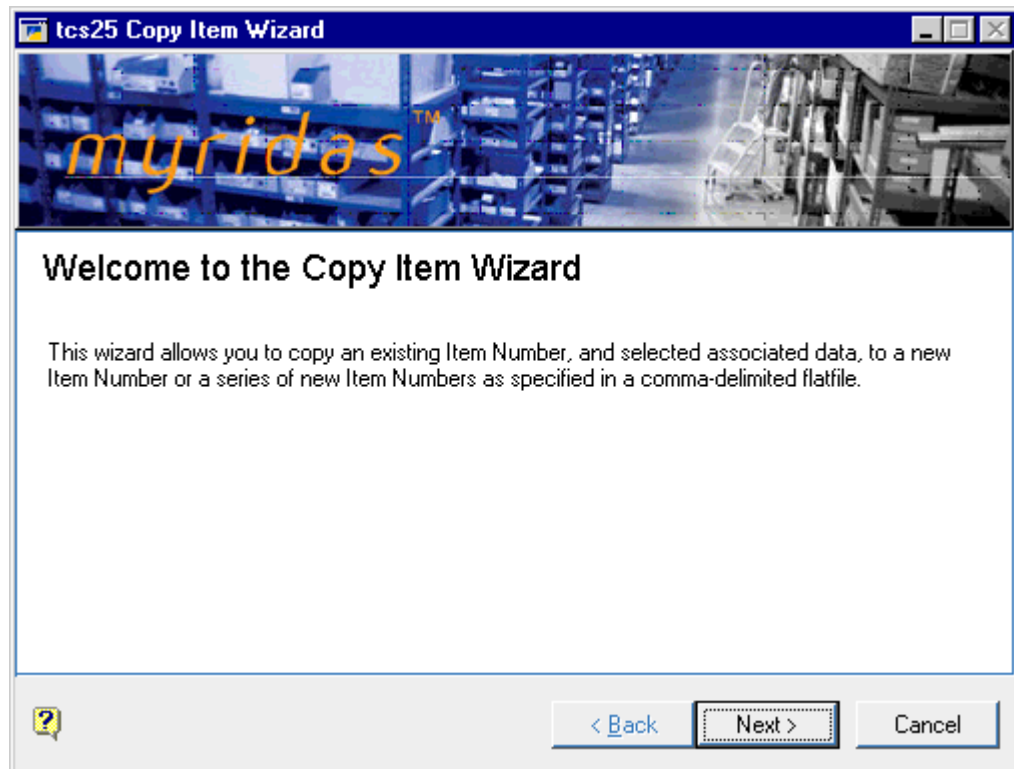 tcs25 Copy Item Wizard
myridas™
Welcome to the Copy Item Wizard
This wizard allows you to copy an existing Item Number, and selected associated data, to a new
Item Number or a series of new Item Numbers as specified in a comma-delimited flatfile.
?
< Back Next > Cancel